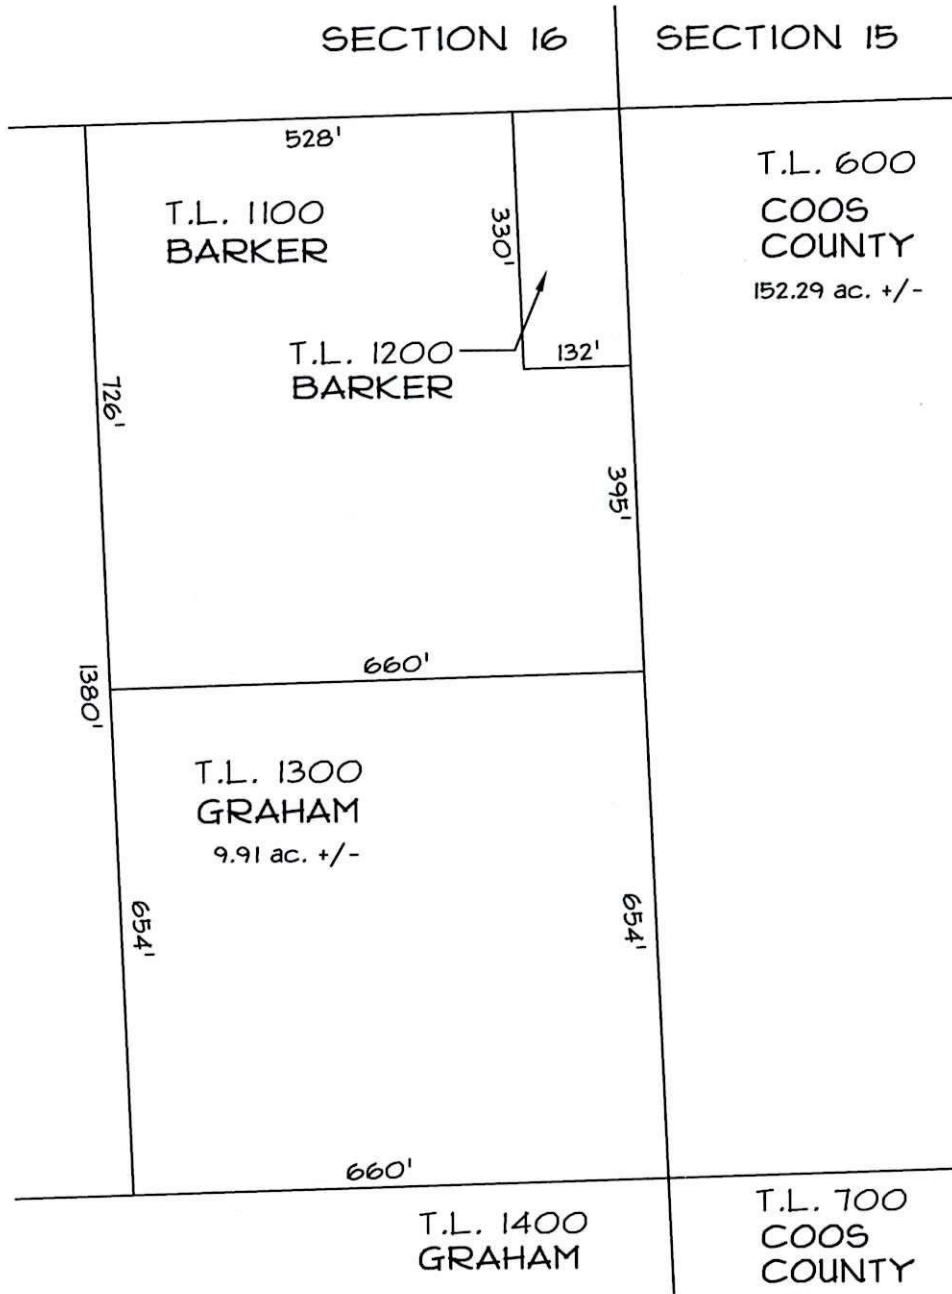 SECTION 16
SECTION 15
528'
T.L. 1100
BARKER
330'
T.L. 600
COOS
COUNTY
152.29 ac. +/-
T.L. 1200
BARKER
132'
726'
395'
660'
1380'
T.L. 1300
GRAHAM
9.91 ac. +/-
654'
654'
660'
T.L. 1400
GRAHAM
T.L. 700
COOS
COUNTY